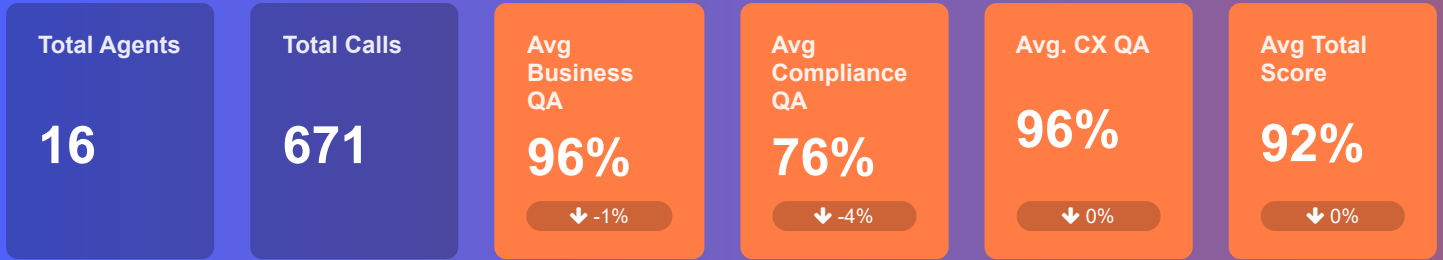 Total Agents
16
Total Calls
671
Avg
Business
QA
96%
-1%
Avg
Compliance
QA
76%
-4%
Avg. CX QA
96%
0%
Avg Total
Score
92%
0%